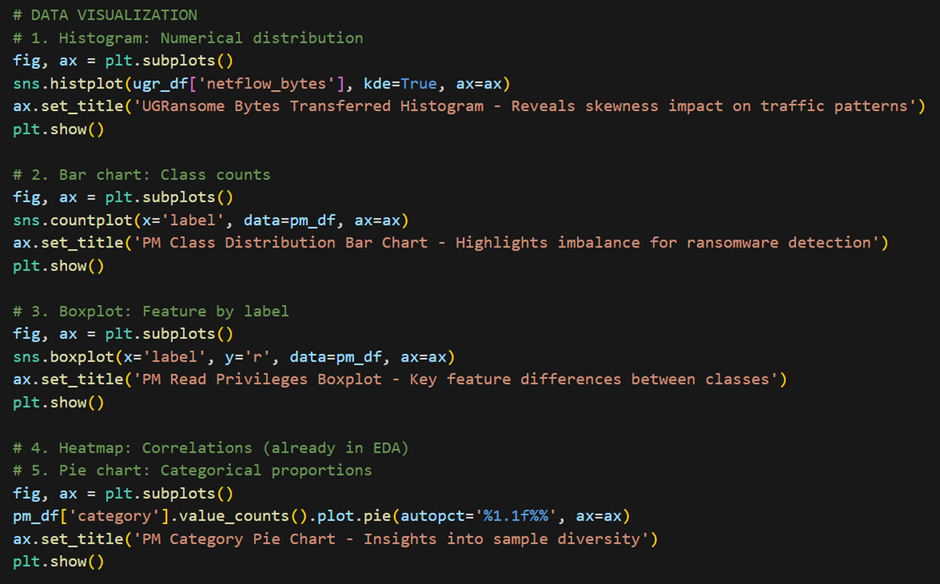 # DATA VISUALIZATION
# 1. Histogram: Numerical distribution
fig, ax = plt.subplots()
sns.histplot(ugr_df['netflow_bytes'], kde=True, ax=ax)
ax.set_title('UGRansome Bytes Transferred Histogram - Reveals skewness impact on traffic patterns')
plt.show()

# 2. Bar chart: Class counts
fig, ax = plt.subplots()
sns.countplot(x='label', data=pm_df, ax=ax)
ax.set_title('PM Class Distribution Bar Chart - Highlights imbalance for ransomware detection')
plt.show()

# 3. Boxplot: Feature by label
fig, ax = plt.subplots()
sns.boxplot(x='label', y='r', data=pm_df, ax=ax)
ax.set_title('PM Read Privileges Boxplot - Key feature differences between classes')
plt.show()

# 4. Heatmap: Correlations (already in EDA)
# 5. Pie chart: Categorical proportions
fig, ax = plt.subplots()
pm_df['category'].value_counts().plot.pie(autopct='%1.1f%%', ax=ax)
ax.set_title('PM Category Pie Chart - Insights into sample diversity')
plt.show()